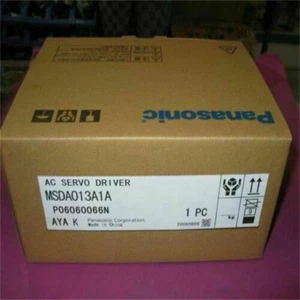 Panasonic
AC SERVO DRIVER
MSDA013A1A
P06060066N
1 PC
AYA K
Panasonic Corporation
Made in China